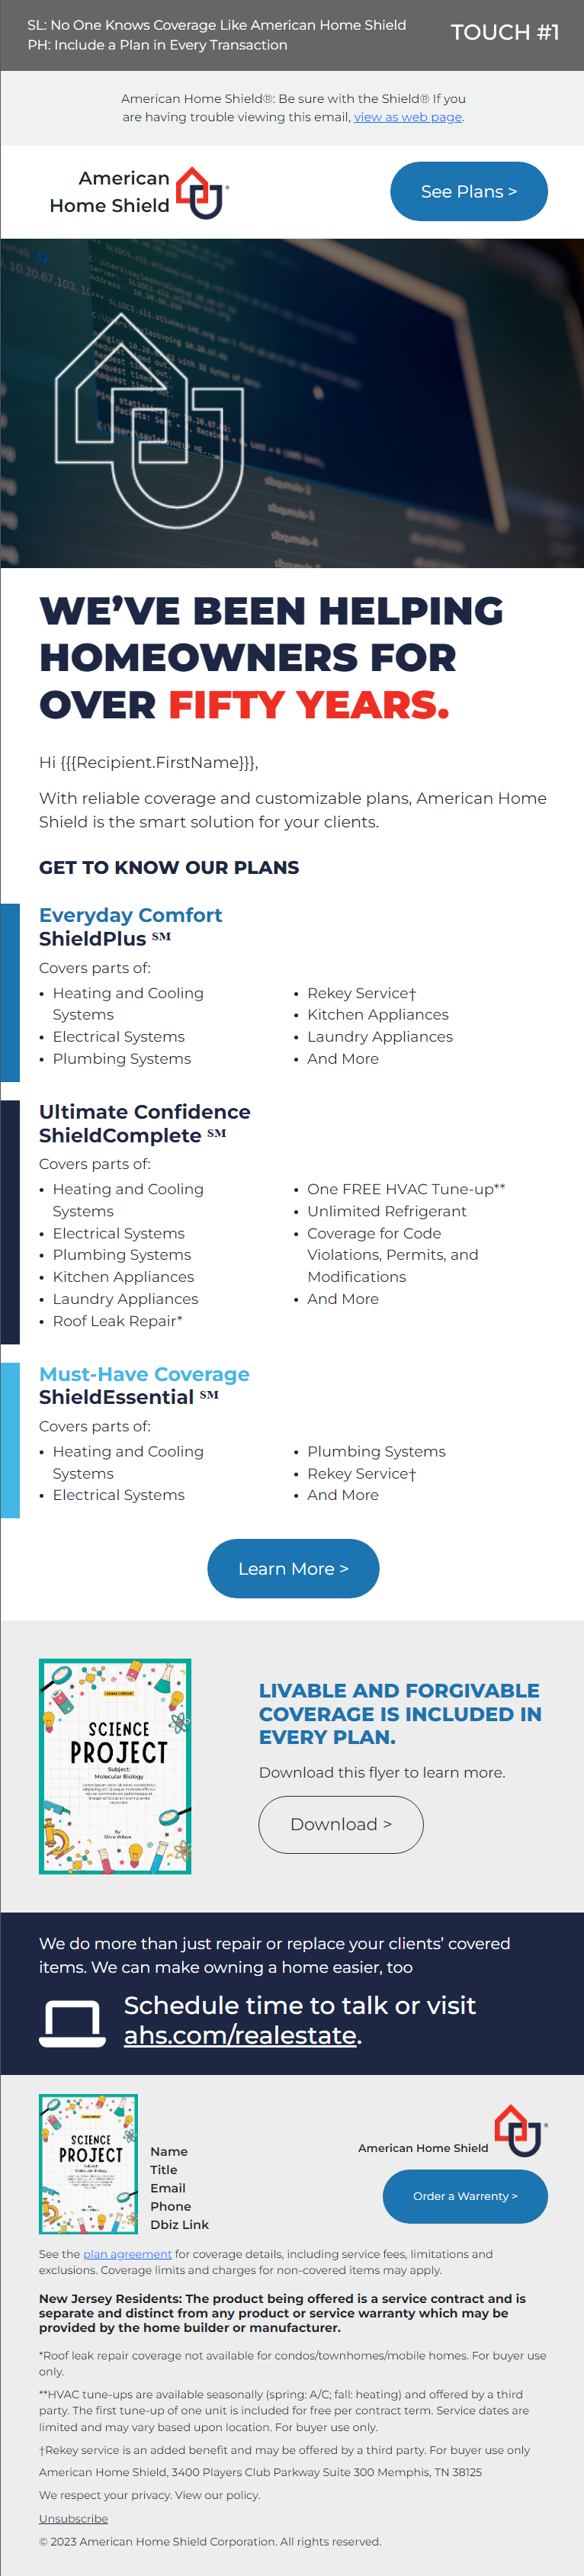 SL: No One Knows Coverage Like American Home Shield
PH: Include a Plan in Every Transaction
TOUCH #1
American Home Shield®: Be sure with the Shield® If you
are having trouble viewing this email, view as web page.
American
Home Shield
®
See Plans >
WE’VE BEEN HELPING
HOMEOWNERS FOR
OVER FIFTY YEARS.
Hi {{{Recipient.FirstName}}},
With reliable coverage and customizable plans, American Home
Shield is the smart solution for your clients.
GET TO KNOW OUR PLANS
Everyday Comfort
ShieldPlus ℠
Covers parts of:
• Heating and Cooling
Systems
• Electrical Systems
• Plumbing Systems
• Rekey Service†
• Kitchen Appliances
• Laundry Appliances
• And More
Ultimate Confidence
ShieldComplete ℠
Covers parts of:
• Heating and Cooling
Systems
• Electrical Systems
• Plumbing Systems
• Kitchen Appliances
• Laundry Appliances
• Roof Leak Repair*
• One FREE HVAC Tune-up**
• Unlimited Refrigerant
• Coverage for Code
Violations, Permits, and
Modifications
• And More
Must-Have Coverage
ShieldEssential ℠
Covers parts of:
• Heating and Cooling
Systems
• Electrical Systems
• Plumbing Systems
• Rekey Service†
• And More
Learn More >
SCIENCE
PROJECT
Subject:
Molecular Biology
By
Olivia Wilson
LIVABLE AND FORGIVABLE
COVERAGE IS INCLUDED IN
EVERY PLAN.
Download this flyer to learn more.
Download >
We do more than just repair or replace your clients’ covered
items. We can make owning a home easier, too
Schedule time to talk or visit
ahs.com/realestate.
SCIENCE
PROJECT
Name
Title
Email
Phone
Dbiz Link
American Home Shield
®
Order a Warrenty >
See the plan agreement for coverage details, including service fees, limitations and
exclusions. Coverage limits and charges for non-covered items may apply.
New Jersey Residents: The product being offered is a service contract and is
separate and distinct from any product or service warranty which may be
provided by the home builder or manufacturer.
*Roof leak repair coverage not available for condos/townhomes/mobile homes. For buyer use
only.
**HVAC tune-ups are available seasonally (spring: A/C; fall: heating) and offered by a third
party. The first tune-up of one unit is included for free per contract term. Service dates are
limited and may vary based upon location. For buyer use only.
†Rekey service is an added benefit and may be offered by a third party. For buyer use only
American Home Shield, 3400 Players Club Parkway Suite 300 Memphis, TN 38125
We respect your privacy. View our policy.
Unsubscribe
© 2023 American Home Shield Corporation. All rights reserved.